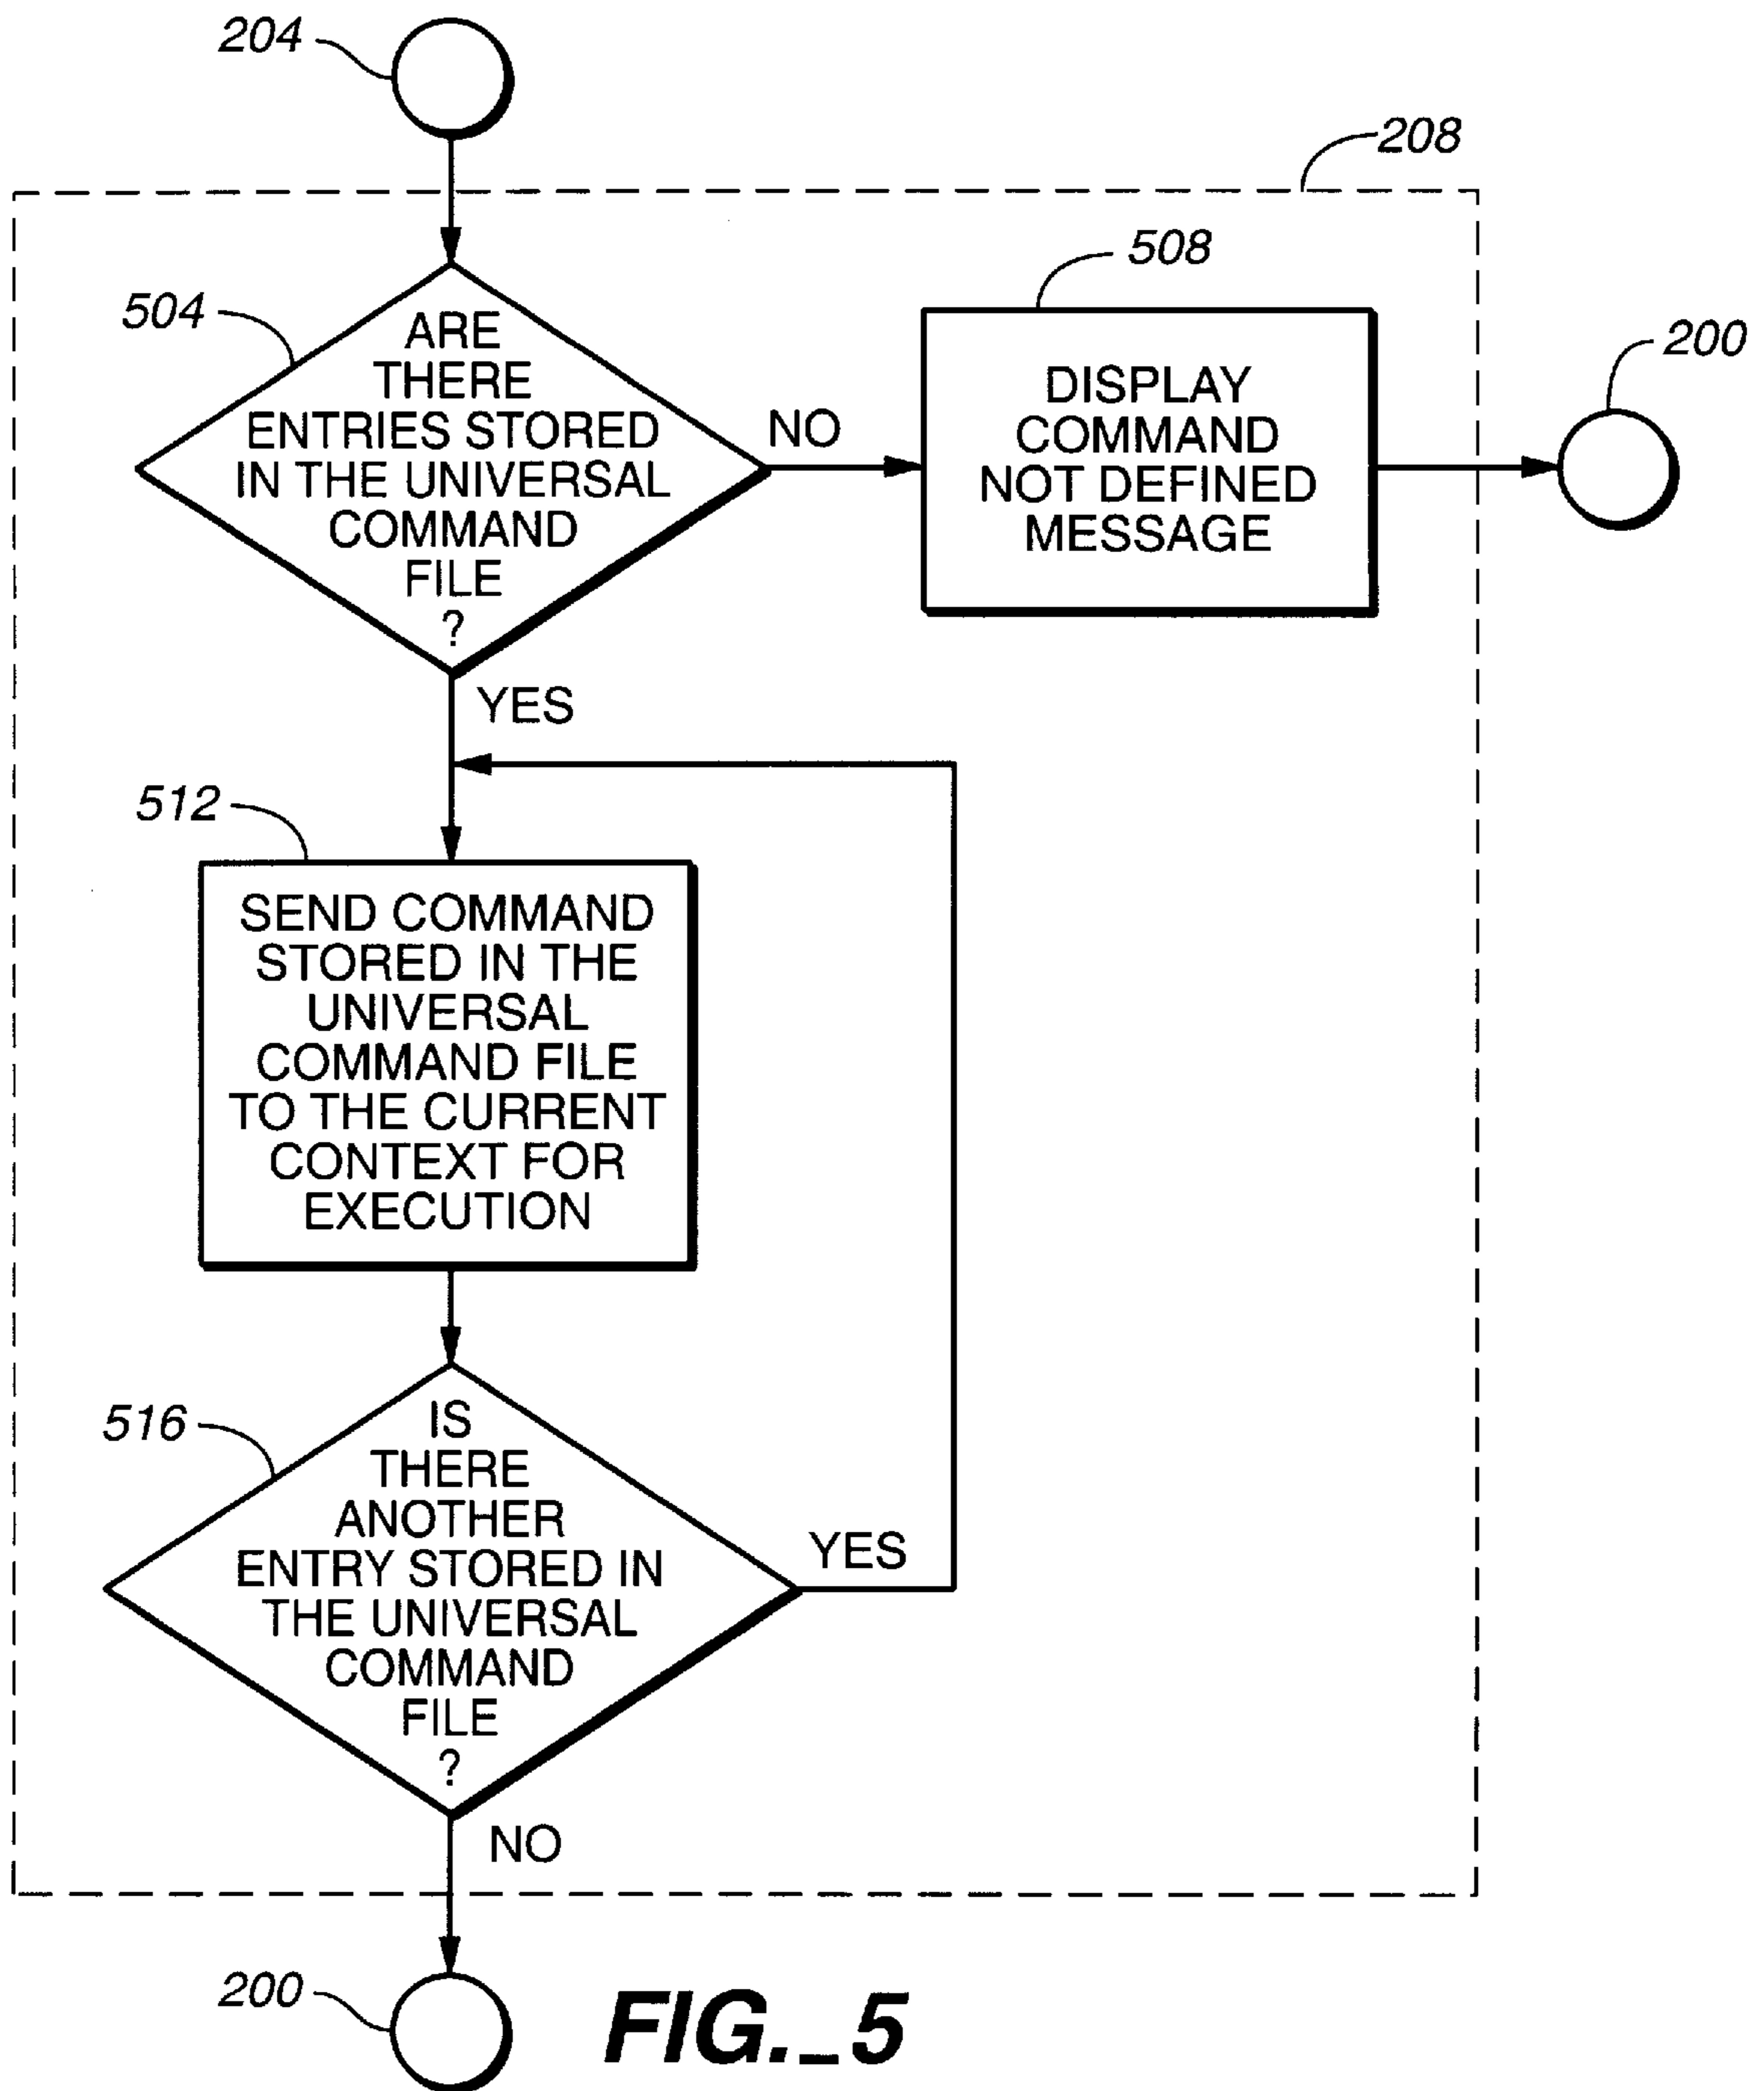 204
208
504
ARE
THERE
ENTRIES STORED
IN THE UNIVERSAL
COMMAND
FILE
?
NO
508
DISPLAY
COMMAND
NOT DEFINED
MESSAGE
200
YES
512
SEND COMMAND
STORED IN THE
UNIVERSAL
COMMAND FILE
TO THE CURRENT
CONTEXT FOR
EXECUTION
516
IS
THERE
ANOTHER
ENTRY STORED IN
THE UNIVERSAL
COMMAND
FILE
?
YES
NO
200
FIG._5